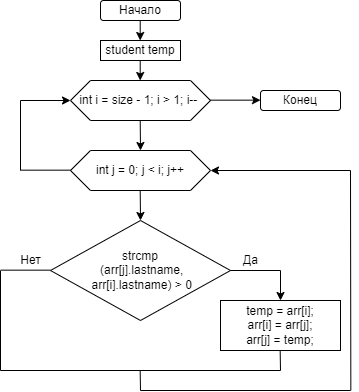 Начало
student temp
int i = size - 1; i > 1; i--
Конец
int j = 0; j < i; j++
Нет
Да
strcmp
(arr[j].lastname,
arr[i].lastname) > 0
temp = arr[i];
arr[i] = arr[j];
arr[j] = temp;